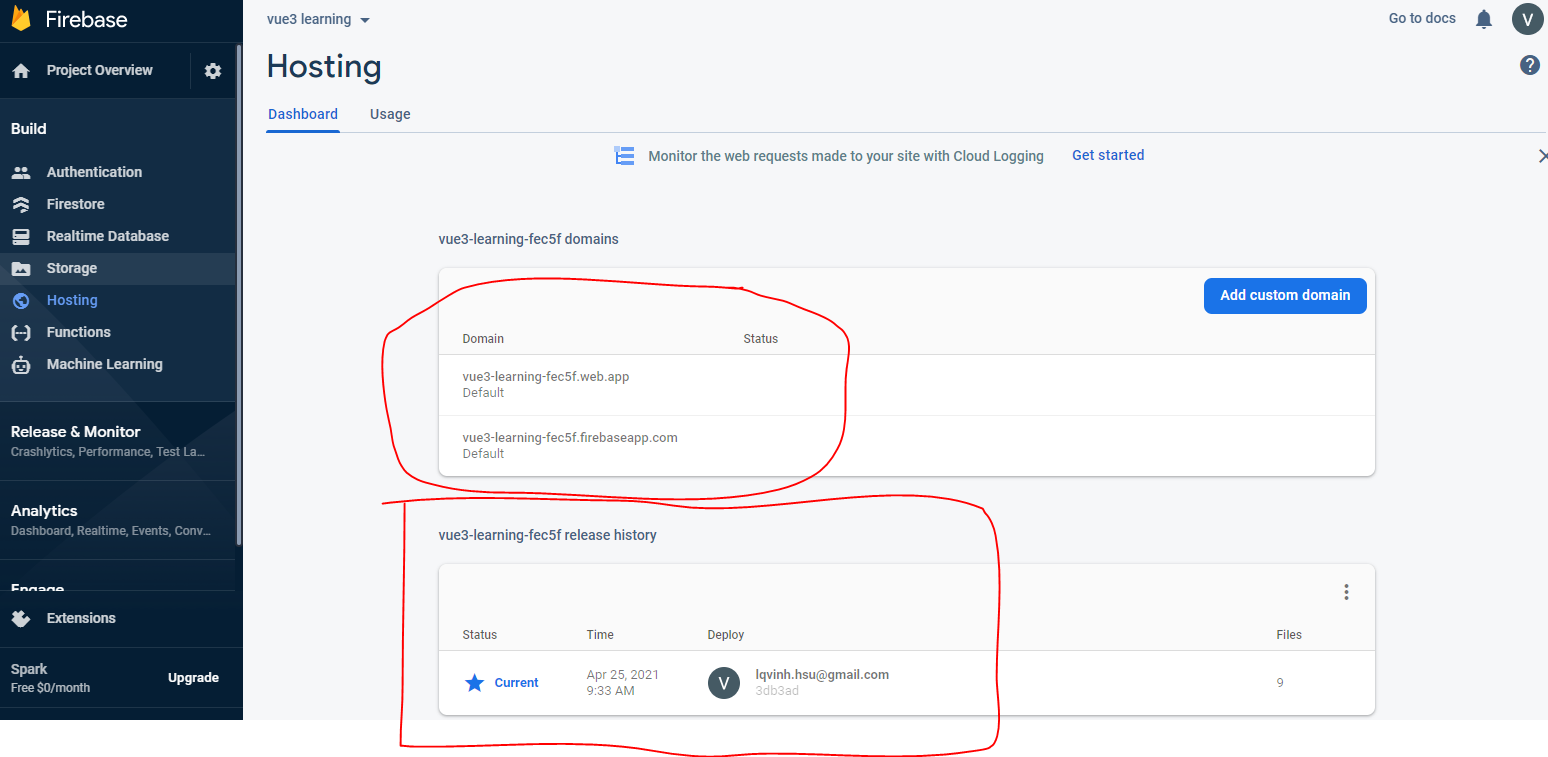 Firebase
Project Overview
Build
Authentication
Firestore
Realtime Database
Storage
Hosting
Functions
Machine Learning
Release & Monitor
Crashlytics, Performance, Test La...
Analytics
Dashboard, Realtime, Events, Conv...
Engage
Extensions
Spark
Free $0/month
Upgrade
vue3 learning
Go to docs
V
Hosting
?
Dashboard
Usage
Monitor the web requests made to your site with Cloud Logging
Get started
vue3-learning-fec5f domains
Add custom domain
Domain
Status
vue3-learning-fec5f.web.app
Default
vue3-learning-fec5f.firebaseapp.com
Default
vue3-learning-fec5f release history
Status
Time
Deploy
Files
Current
Apr 25, 2021
9:33 AM
V
lqvinh.hsu@gmail.com
3db3ad
9